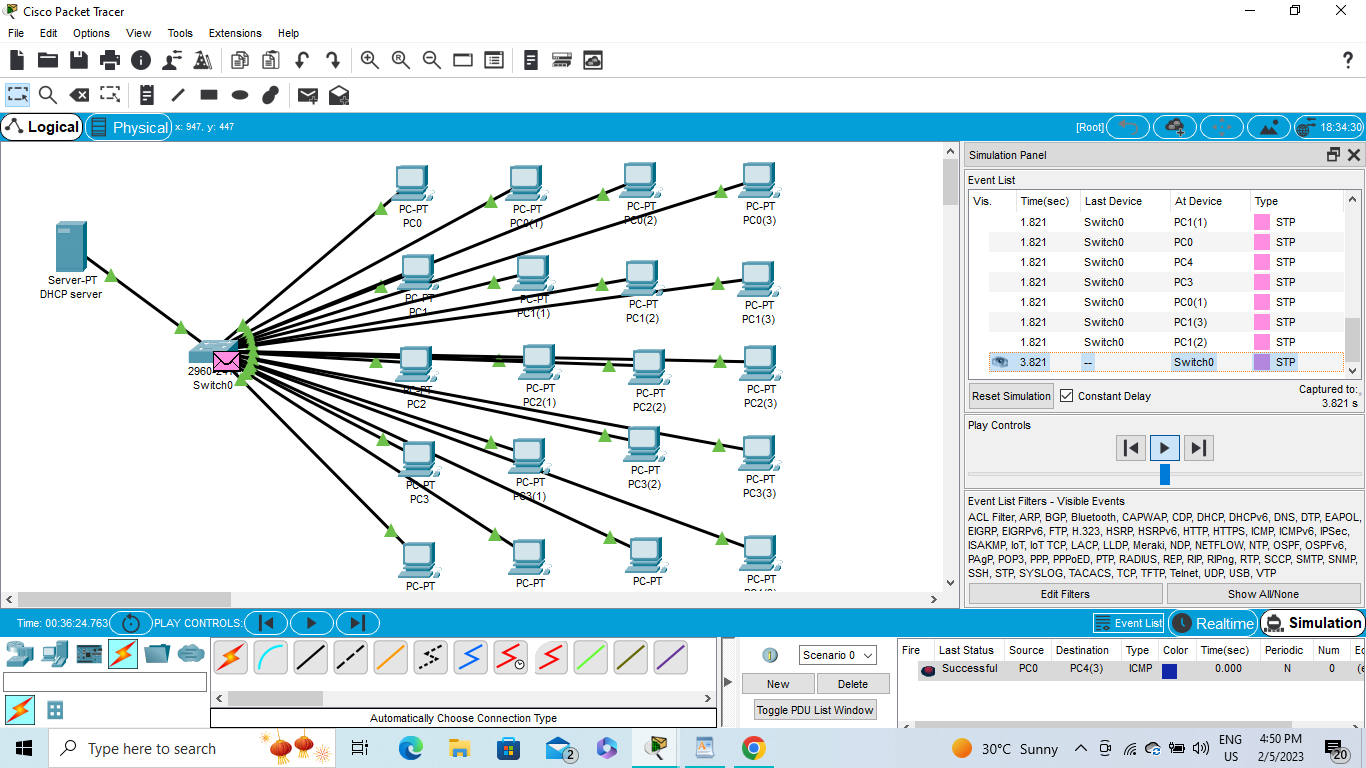 Cisco Packet Tracer
File Edit Options View Tools Extensions Help
Logical
Physical
x: 947, y: 447
[Root]
18:34:30
Server-PT
DHCP server
Switch0
PC-PT
PC0
PC-PT
PC0(1)
PC-PT
PC0(2)
PC-PT
PC0(3)
PC-PT
PC1
PC-PT
PC1(1)
PC-PT
PC1(2)
PC-PT
PC1(3)
PC-PT
PC2
PC-PT
PC2(1)
PC-PT
PC2(2)
PC-PT
PC2(3)
PC-PT
PC3
PC-PT
PC3(1)
PC-PT
PC3(2)
PC-PT
PC3(3)
PC-PT
PC-PT
PC-PT
PC-PT
Simulation Panel
Event List
Vis. Time(sec) Last Device At Device Type
1.821 Switch0 PC1(1) STP
1.821 Switch0 PC0 STP
1.821 Switch0 PC4 STP
1.821 Switch0 PC3 STP
1.821 Switch0 PC0(1) STP
1.821 Switch0 PC1(3) STP
1.821 Switch0 PC1(2) STP
3.821 -- Switch0 STP
Reset Simulation Constant Delay
Captured to:
3.821 s
Play Controls
Event List Filters - Visible Events
ACL Filter, ARP, BGP, Bluetooth, CAPWAP, CDP, DHCP, DHCPv6, DNS, DTP, EAPOL,
EIGRP, EIGRPv6, FTP, H.323, HSRP, HSRPv6, HTTP, HTTPS, ICMP, ICMPv6, IPSec,
ISAKMP, IoT, IoT TCP, LACP, LLDP, Meraki, NDP, NETFLOW, NTP, OSPF, OSPFv6,
PAgP, POP3, PPP, PPPoED, PTP, RADIUS, REP, RIP, RIPng, RTP, SCCP, SMTP, SNMP,
SSH, STP, SYSLOG, TACACS, TCP, TFTP, Telnet, UDP, USB, VTP
Edit Filters Show All/None
Time: 00:36:24.763 PLAY CONTROLS:
Event List Realtime Simulation
Automatically Choose Connection Type
Scenario 0
New Delete
Toggle PDU List Window
Fire Last Status Source Destination Type Color Time(sec) Periodic Num
Successful PC0 PC4(3) ICMP 0.000 N 0 (e
Type here to search
2
30°C Sunny
ENG
US
4:50 PM
2/5/2023
20